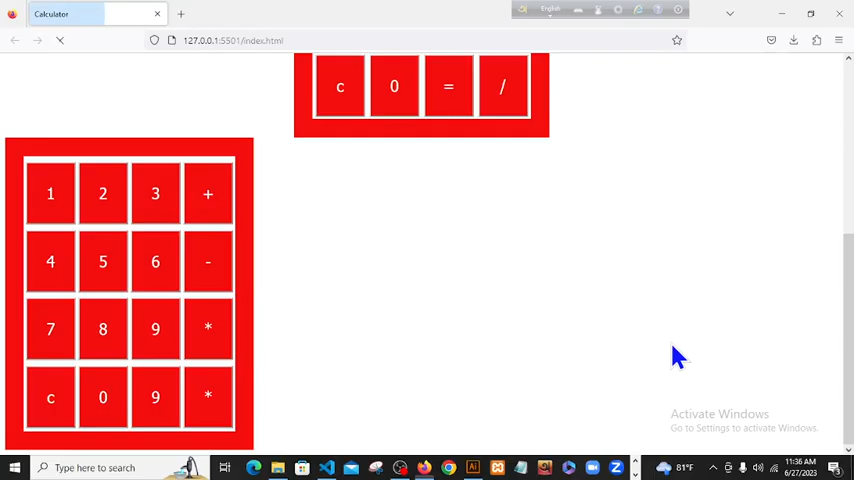 Calculator
English
127.0.0.1:5501/index.html
c 0 = /
1 2 3 +
4 5 6 -
7 8 9 *
c 0 9 *
Activate Windows
Go to Settings to activate Windows.
Type here to search
Ai
81°F
11:36 AM
6/27/2023
3